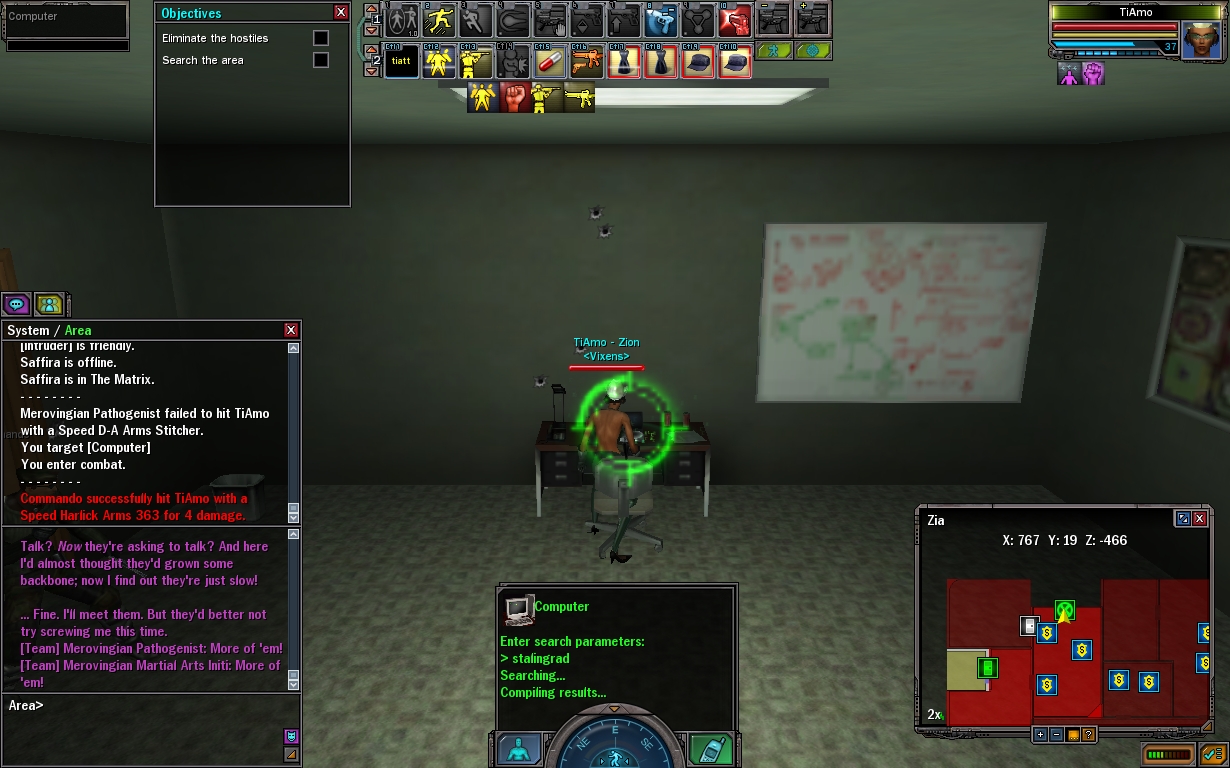 Computer
Objectives
Eliminate the hostiles
Search the area
1
2
TiAmo
37
System / Area
[Intruder] is friendly.
Saffira is offline.
Saffira is in The Matrix.
- - - - - - - -
Merovingian Pathogenist failed to hit TiAmo
with a Speed D-A Arms Stitcher.
You target [Computer]
You enter combat.
- - - - - - - -
Commando successfully hit TiAmo with a
Speed Harlick Arms 363 for 4 damage.
Talk? Now they're asking to talk? And here
I'd almost thought they'd grown some
backbone; now I find out they're just slow!
... Fine. I'll meet them. But they'd better not
try screwing me this time.
[Team] Merovingian Pathogenist: More of 'em!
[Team] Merovingian Martial Arts Initi: More of
'em!
Area>
TiAmo - Zion
<Vixens>
Computer
Enter search parameters:
> stalingrad
Searching...
Compiling results...
NE E SE
Zia
X: 767 Y: 19 Z: -466
2x